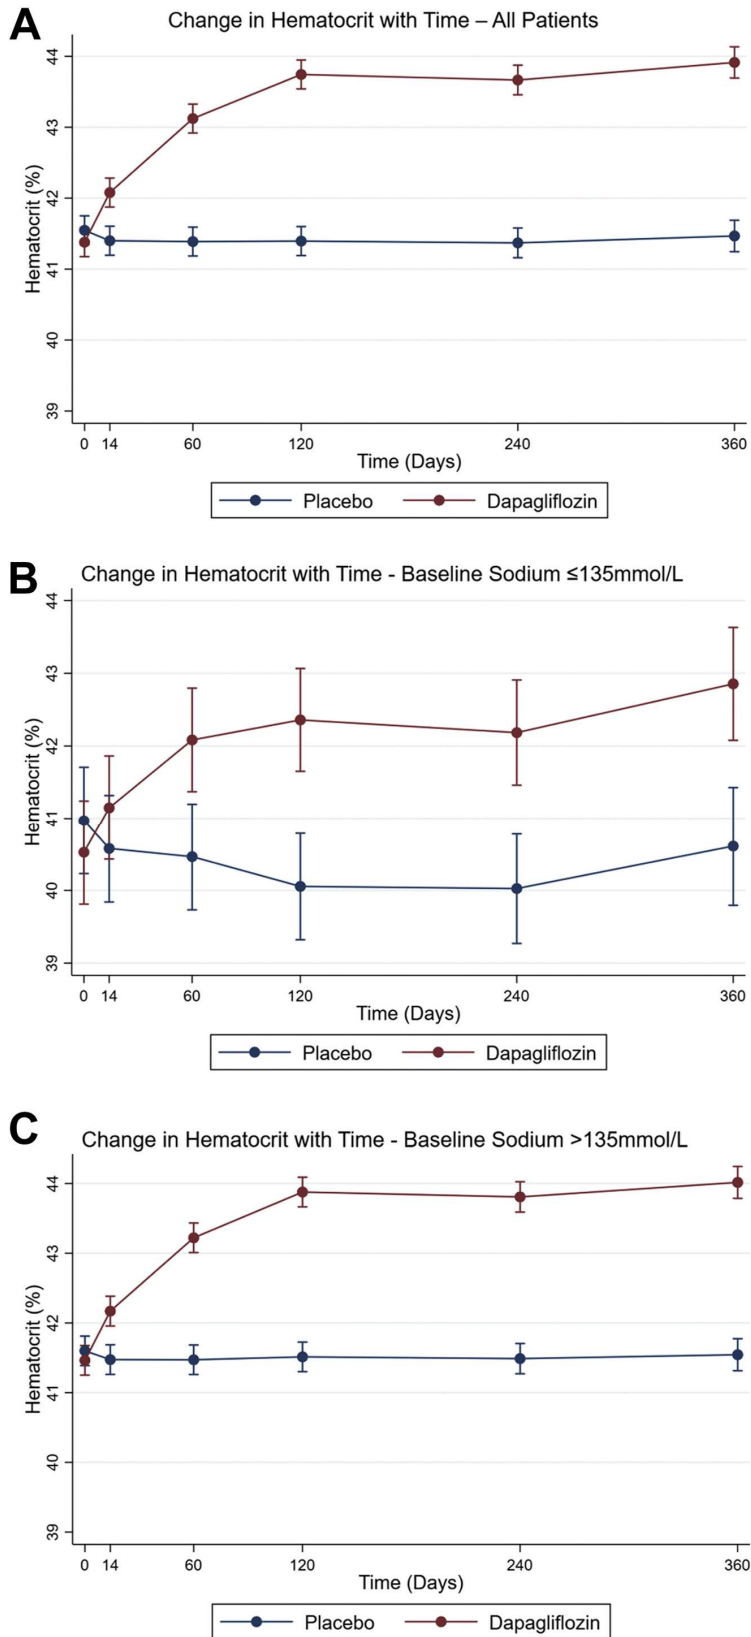 A
Change in Hematocrit with Time – All Patients
44
43
42
41
40
39
Hematocrit (%)
0 14 60 120 240 360
Time (Days)
Placebo Dapagliflozin
B
Change in Hematocrit with Time - Baseline Sodium ≤135mmol/L
44
43
42
41
40
39
Hematocrit (%)
0 14 60 120 240 360
Time (Days)
Placebo Dapagliflozin
C
Change in Hematocrit with Time - Baseline Sodium >135mmol/L
44
43
42
41
40
39
Hematocrit (%)
0 14 60 120 240 360
Time (Days)
Placebo Dapagliflozin